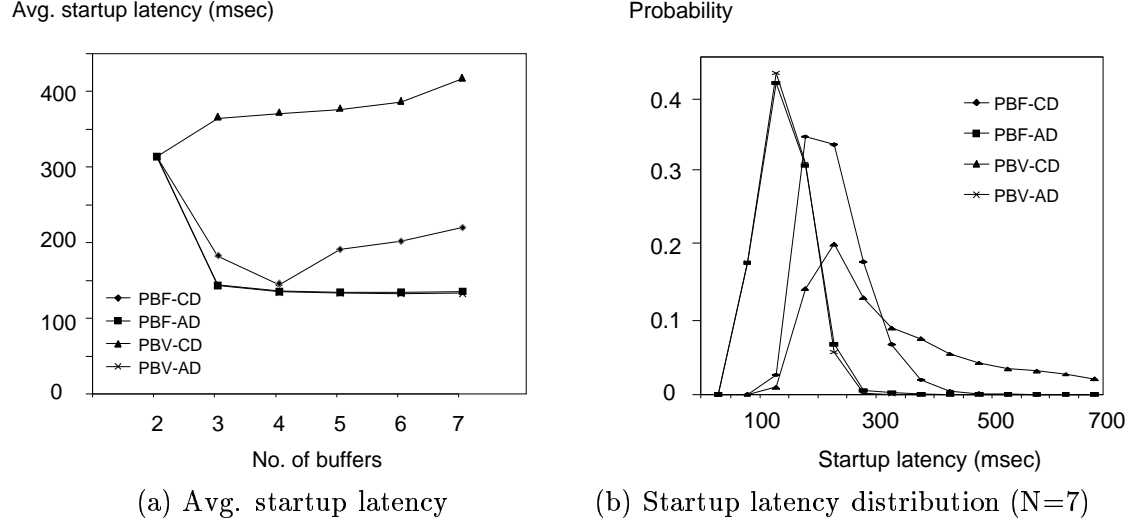 Avg. startup latency (msec)
400
300
200
100
0
PBF-CD
PBF-AD
PBV-CD
PBV-AD
2 3 4 5 6 7
No. of buffers
(a) Avg. startup latency
Probability
0.4
0.3
0.2
0.1
0
PBF-CD
PBF-AD
PBV-CD
PBV-AD
100 300 500 700
Startup latency (msec)
(b) Startup latency distribution (N=7)